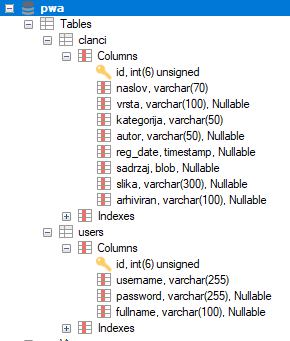 pwa
Tables
clanci
Columns
id, int(6) unsigned
naslov, varchar(70)
vrsta, varchar(100), Nullable
kategorija, varchar(50)
autor, varchar(50), Nullable
reg_date, timestamp, Nullable
sadrzaj, blob, Nullable
slika, varchar(300), Nullable
arhiviran, varchar(100), Nullable
Indexes
users
Columns
id, int(6) unsigned
username, varchar(255)
password, varchar(255), Nullable
fullname, varchar(100), Nullable
Indexes